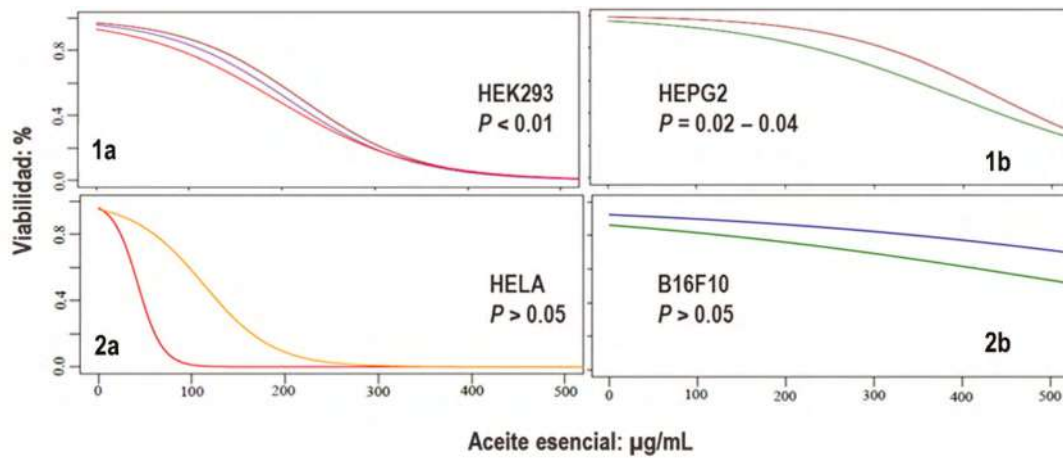 Viabilidad: %
0.8
0.4
0.0
HEK293
P < 0.01
1a
HEPG2
P = 0.02 – 0.04
1b
0.8
0.4
0.0
HELA
P > 0.05
2a
B16F10
P > 0.05
2b
0 100 200 300 400 500
0 100 200 300 400 500
Aceite esencial: µg/mL